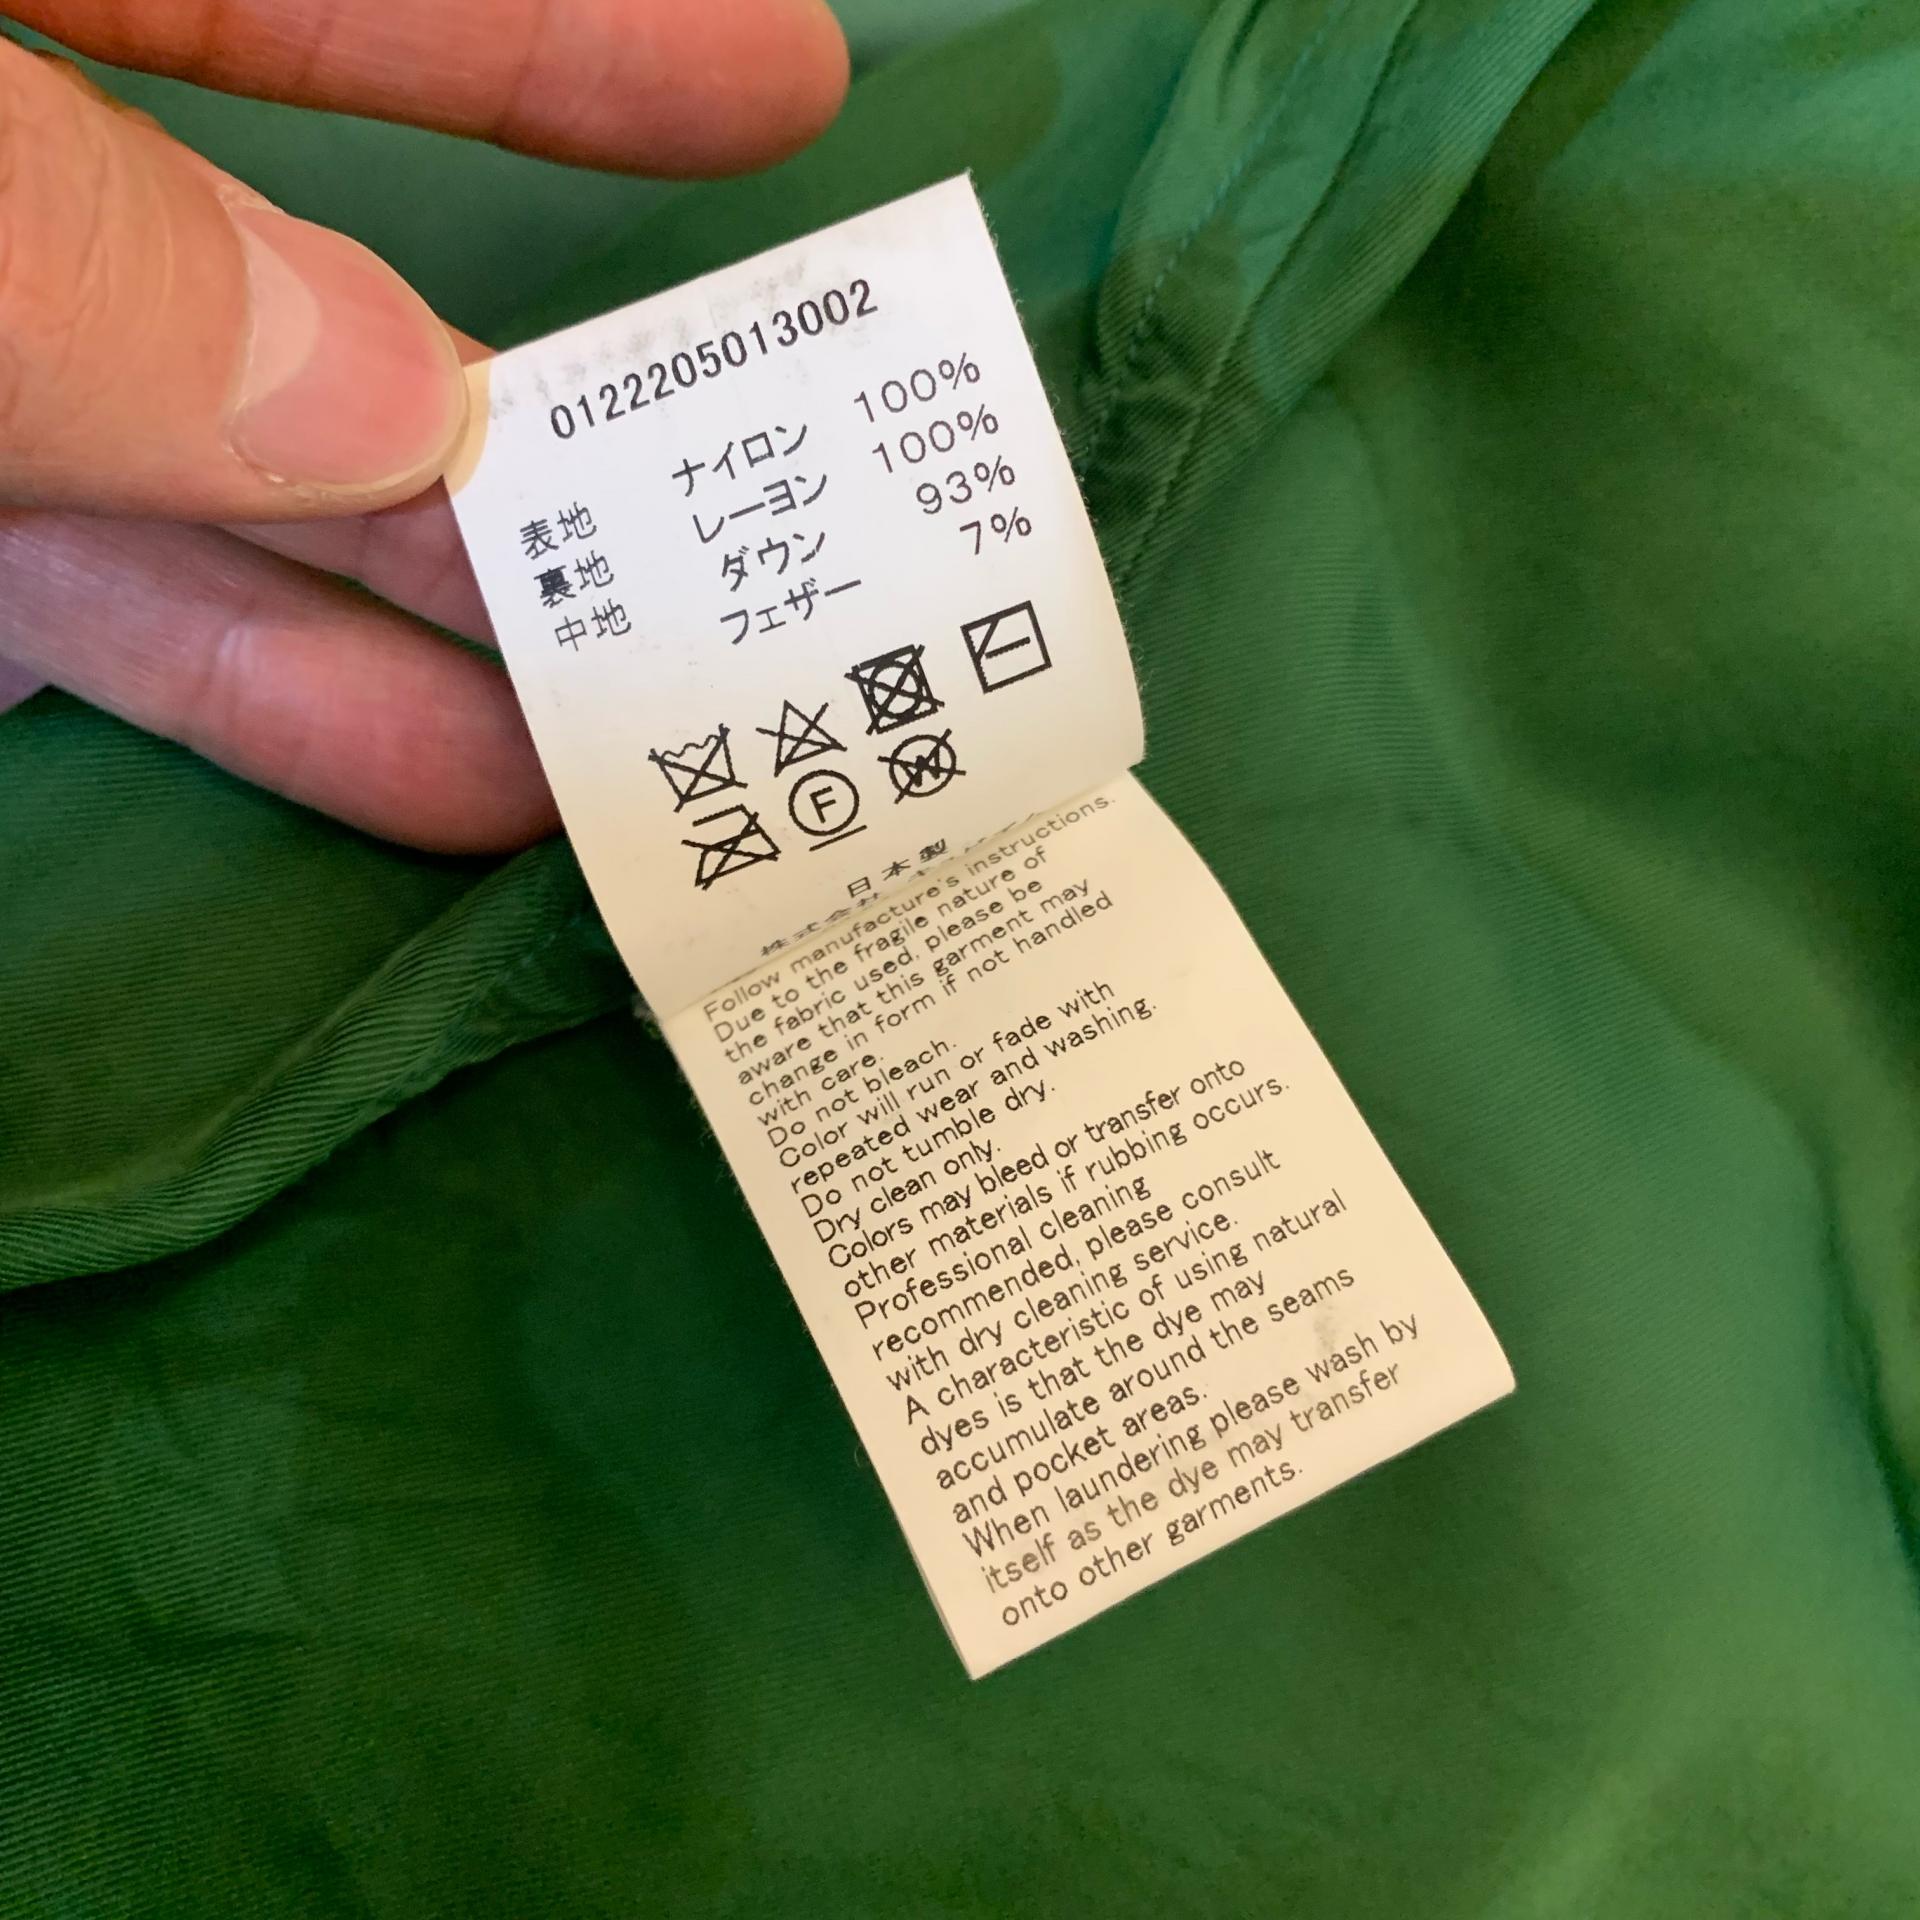 0122205013002
表地 ナイロン 100%
裏地 レーヨン 100%
中地 ダウン 93%
フェザー 7%
F
W
日本製
株式会社
Follow manufacture's instructions.
Due to the fragile nature of
the fabric used, please be
aware that this garment may
change in form if not handled
with care.
Do not bleach.
Color will run or fade with
repeated wear and washing.
Do not tumble dry.
Dry clean only.
Colors may bleed or transfer onto
other materials if rubbing occurs.
Professional cleaning
recommended, please consult
with dry cleaning service.
A characteristic of using natural
dyes is that the dye may
accumulate around the seams
and pocket areas.
When laundering please wash by
itself as the dye may transfer
onto other garments.